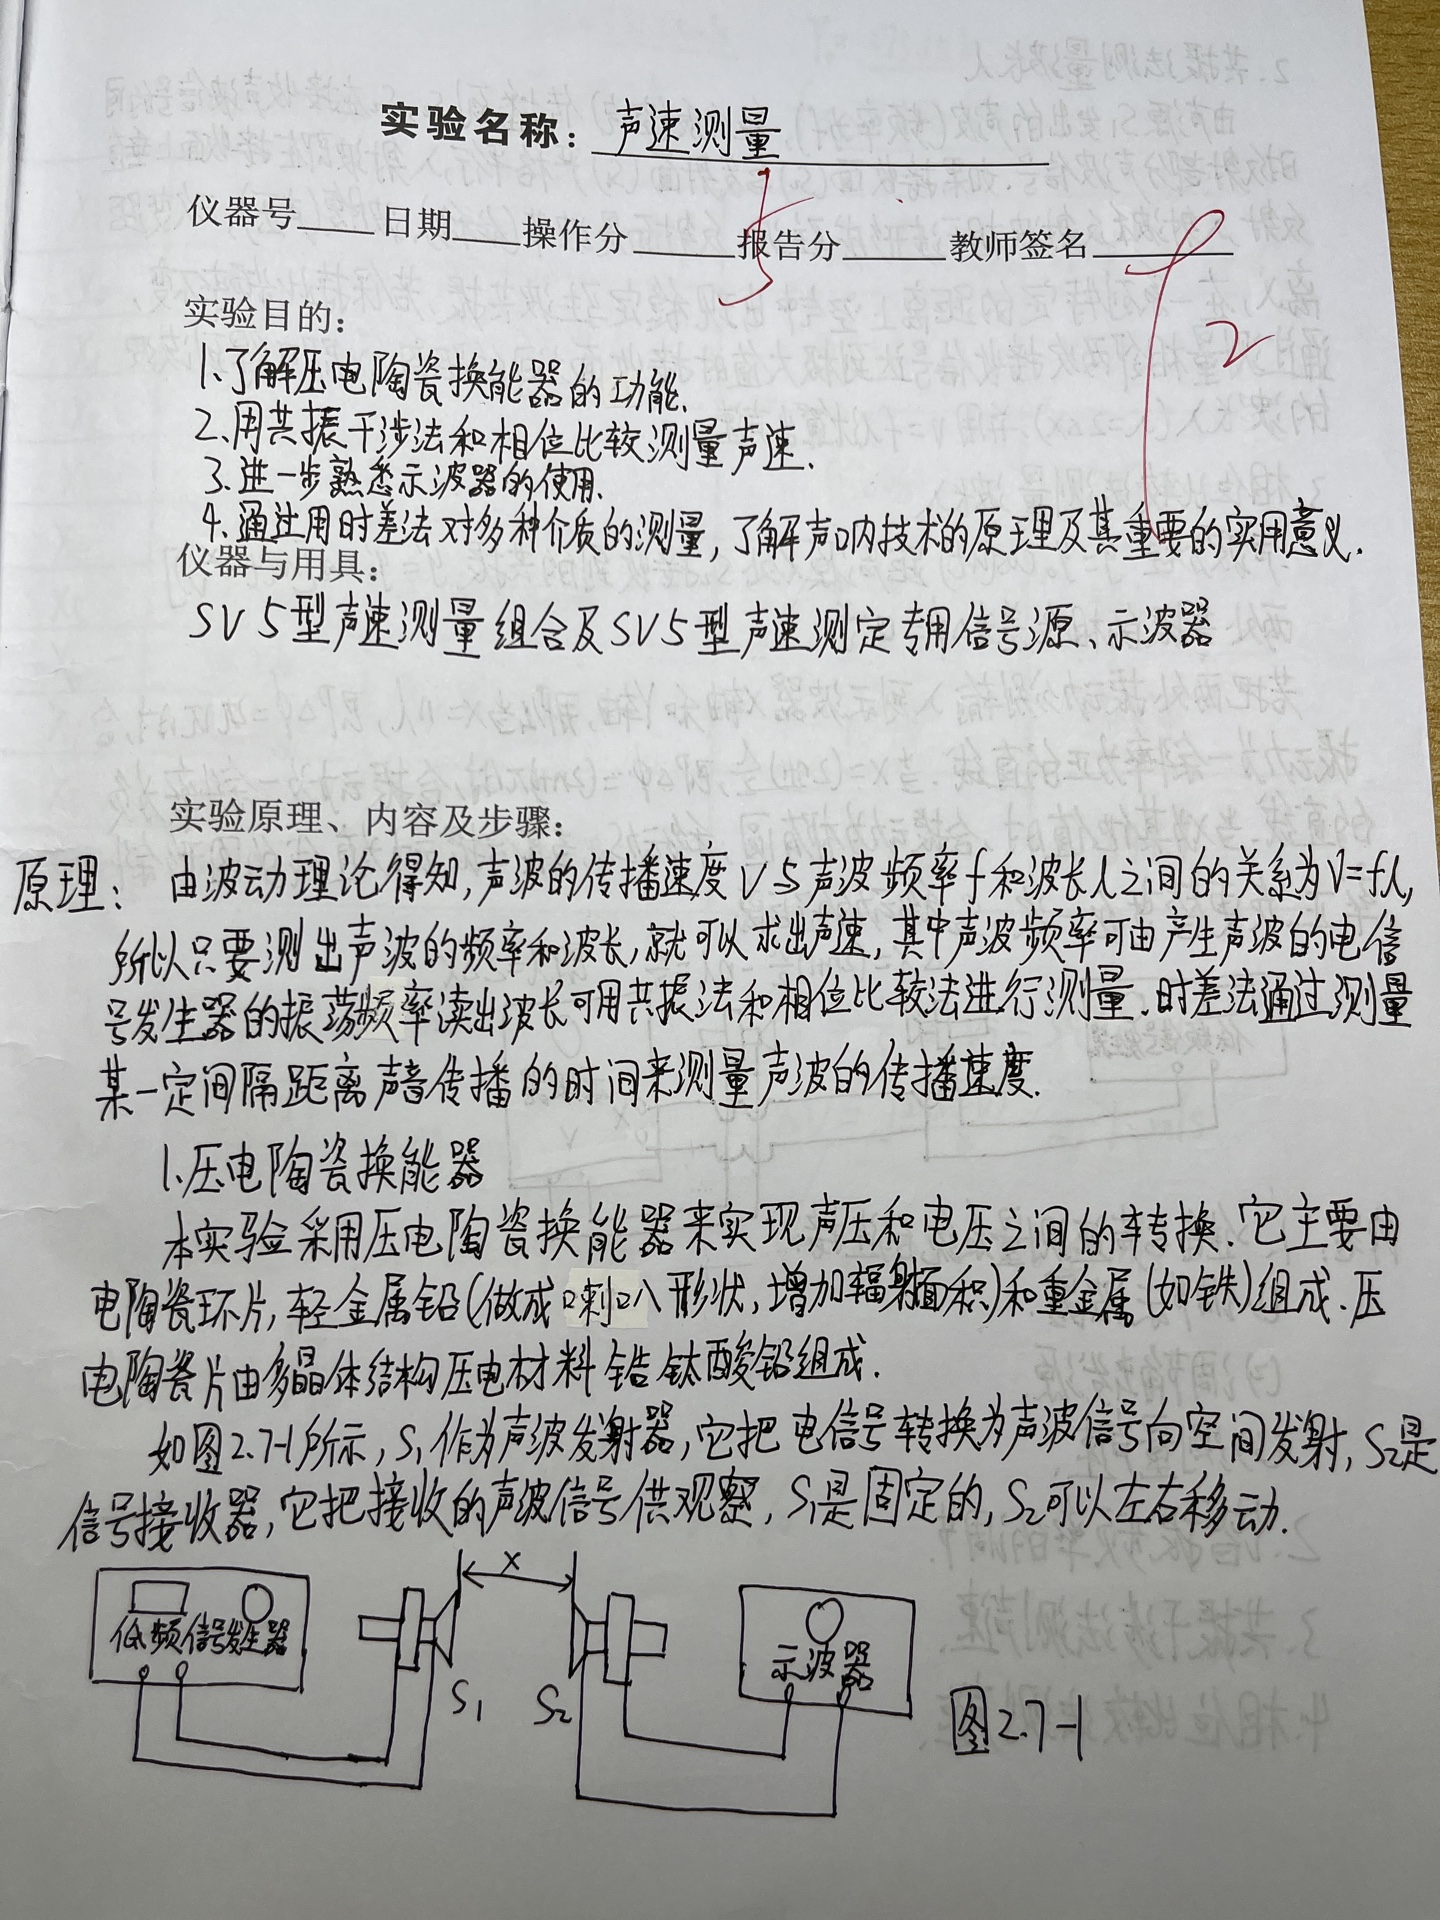 实验名称：声速测量
仪器号____日期____操作分____报告分____教师签名____
5
2
实验目的：
1.了解压电陶瓷换能器的功能.
2.用共振干涉法和相位比较测量声速.
3.进一步熟悉示波器的使用.
4.通过用时差法对多种介质的测量,了解声呐技术的原理及其重要的实用意义.
仪器与用具：
SV5型声速测量组合及SV5型声速测定专用信号源、示波器
实验原理、内容及步骤：
原理： 由波动理论得知,声波的传播速度V与声波频率f和波长λ之间的关系为V=fλ,
所以只要测出声波的频率和波长,就可以求出声速,其中声波频率可由产生声波的电信
号发生器的振荡频率读出波长可用共振法和相位比较法进行测量.时差法通过测量
某一定间隔距离声音传播的时间来测量声波的传播速度.
1.压电陶瓷换能器
本实验采用压电陶瓷换能器来实现声压和电压之间的转换.它主要由
电陶瓷环片,轻金属铅(做成喇叭形状,增加辐射面积)和重金属(如铁)组成.压
电陶瓷片由多晶体结构压电材料锆钛酸铅组成.
如图2.7-1所示,S1作为声波发射器,它把电信号转换为声波信号向空间发射,S2是
信号接收器,它把接收的声波信号供观察,S1是固定的,S2可以左右移动.
X
低频信号发生器
示波器
S1
S2
图2.7-1